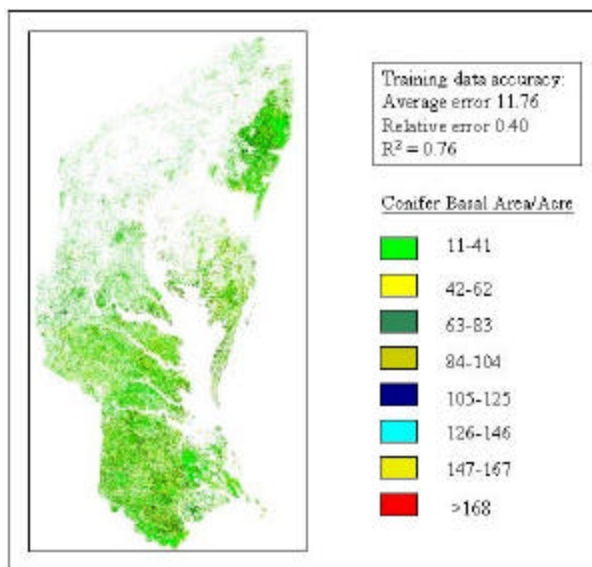 Training data accuracy:
Average error 11.76
Relative error 0.40
R² = 0.76
Conifer Basal Area/Acre
11-41
42-62
63-83
84-104
105-125
126-146
147-167
>168